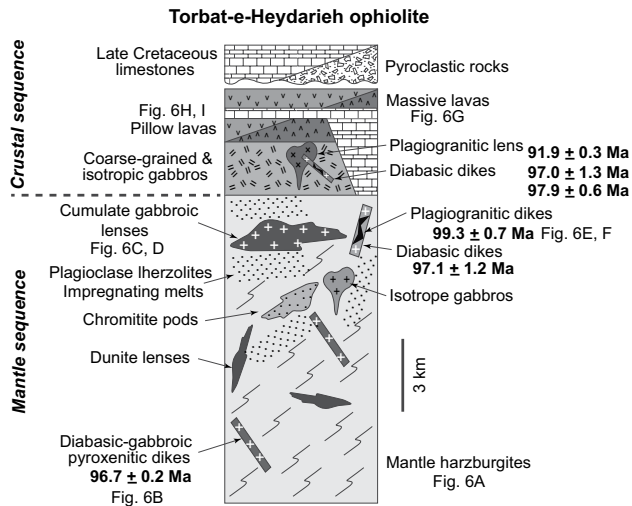 Torbat-e-Heydarieh ophiolite
Crustal sequence
Late Cretaceous
limestones
Pyroclastic rocks
Fig. 6H, I
Pillow lavas
Massive lavas
Fig. 6G
Coarse-grained &
isotropic gabbros
Plagiogranitic lens
91.9 ± 0.3 Ma
Diabasic dikes
97.0 ± 1.3 Ma
97.9 ± 0.6 Ma
Mantle sequence
Cumulate gabbroic
lenses
Fig. 6C, D
Plagiogranitic dikes
99.3 ± 0.7 Ma Fig. 6E, F
Diabasic dikes
97.1 ± 1.2 Ma
Plagioclase lherzolites
Impregnating melts
Isotrope gabbros
Chromitite pods
Dunite lenses
3 km
Diabasic-gabbroic
pyroxenitic dikes
96.7 ± 0.2 Ma
Fig. 6B
Mantle harzburgites
Fig. 6A